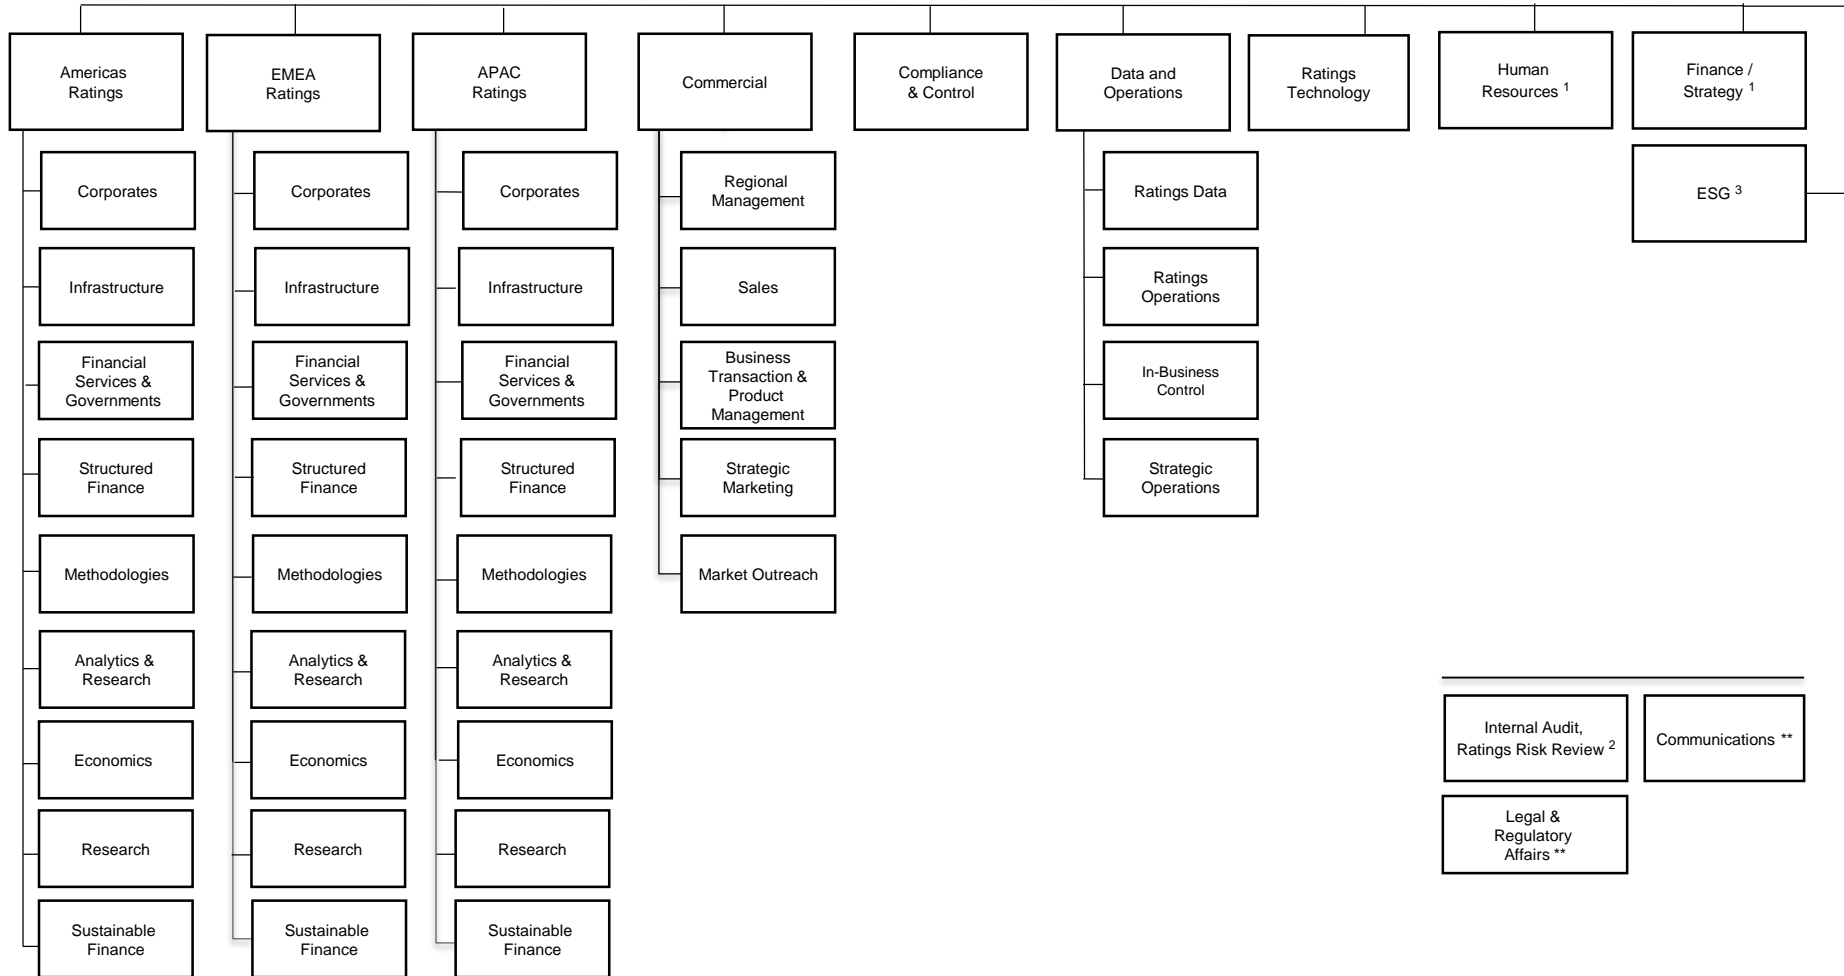 Americas
Ratings
EMEA
Ratings
APAC
Ratings
Commercial
Compliance
& Control
Data and
Operations
Ratings
Technology
Human
Resources 1
Finance /
Strategy 1
Corporates
Corporates
Corporates
Regional
Management
Ratings Data
ESG 3
Infrastructure
Infrastructure
Infrastructure
Sales
Ratings
Operations
Financial
Services &
Governments
Financial
Services &
Governments
Financial
Services &
Governments
Business
Transaction &
Product
Management
In-Business
Control
Structured
Finance
Structured
Finance
Structured
Finance
Strategic
Marketing
Strategic
Operations
Methodologies
Methodologies
Methodologies
Market Outreach
Analytics &
Research
Analytics &
Research
Analytics &
Research
Internal Audit,
Ratings Risk Review 2
Communications **
Economics
Economics
Economics
Legal &
Regulatory
Affairs **
Research
Research
Research
Sustainable
Finance
Sustainable
Finance
Sustainable
Finance